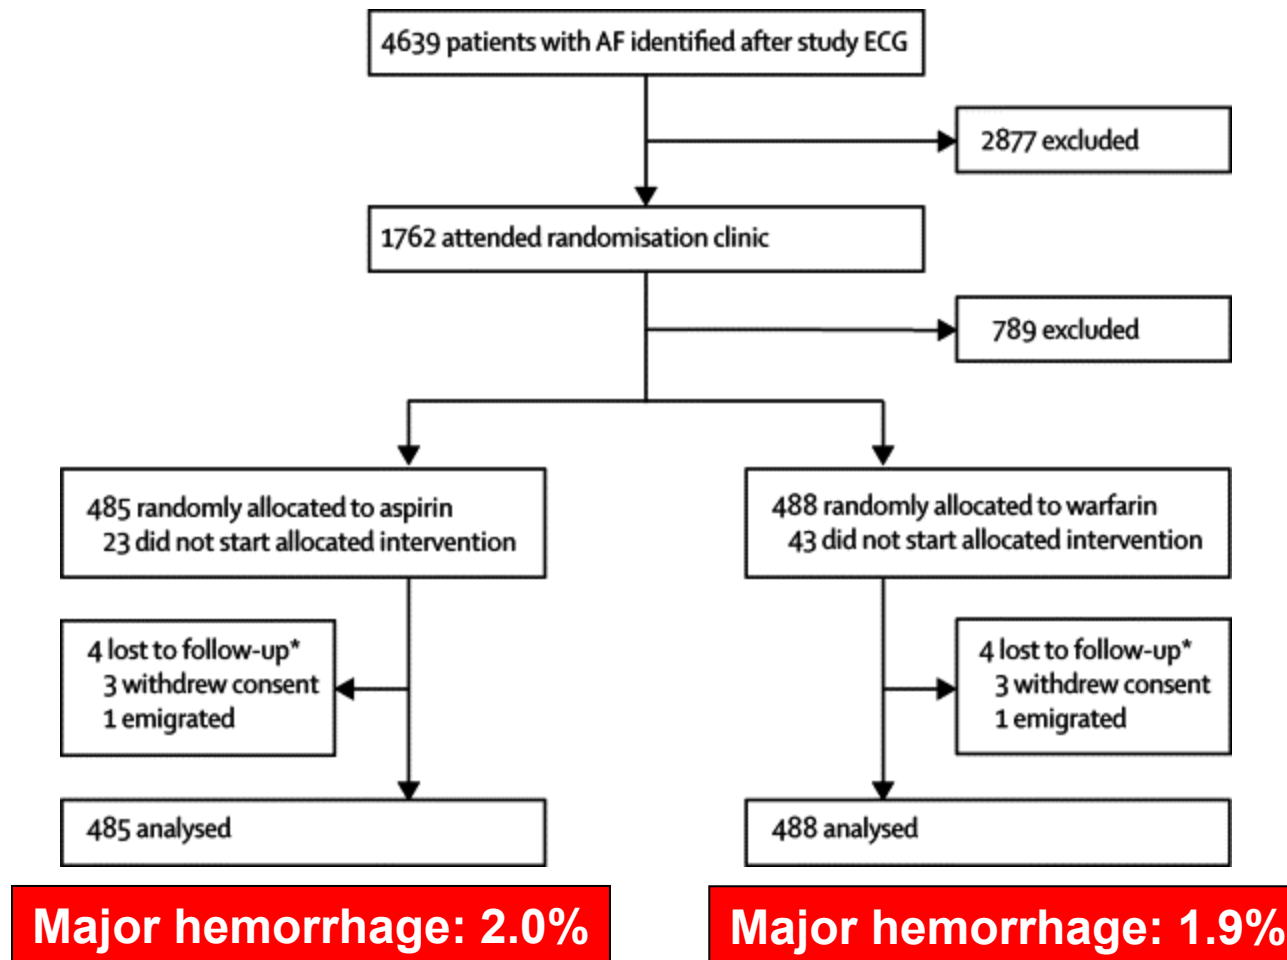 4639 patients with AF identified after study ECG
2877 excluded
1762 attended randomisation clinic
789 excluded
485 randomly allocated to aspirin
23 did not start allocated intervention
488 randomly allocated to warfarin
43 did not start allocated intervention
4 lost to follow-up*
3 withdrew consent
1 emigrated
4 lost to follow-up*
3 withdrew consent
1 emigrated
485 analysed
488 analysed
Major hemorrhage: 2.0%
Major hemorrhage: 1.9%